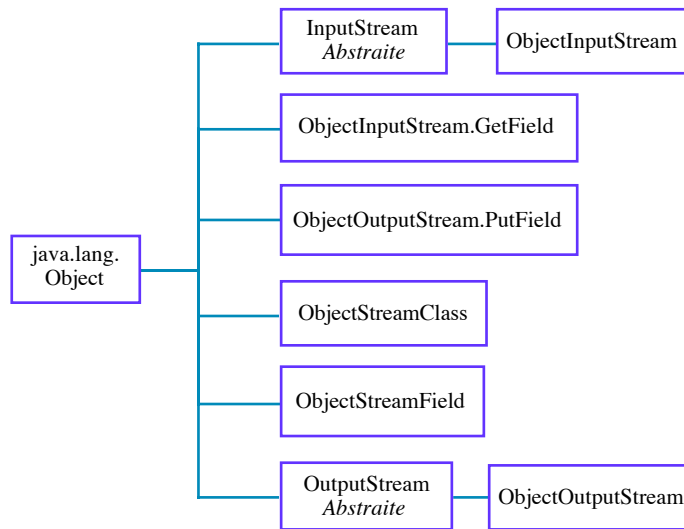 InputStream
Abstraite
ObjectInputStream
ObjectInputStream.GetField
ObjectOutputStream.PutField
java.lang.
Object
ObjectStreamClass
ObjectStreamField
OutputStream
Abstraite
ObjectOutputStream